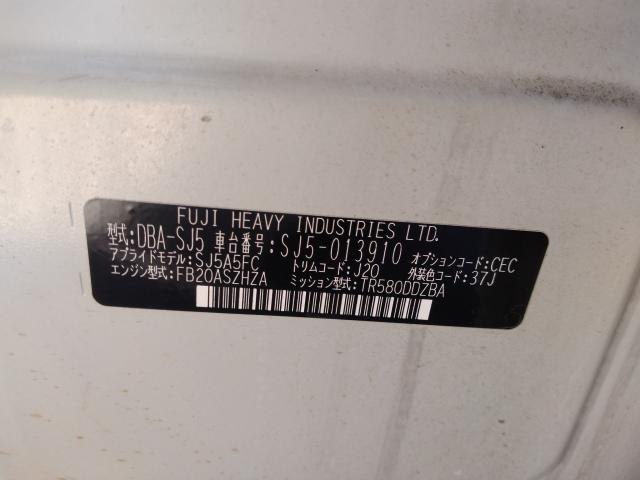 FUJI HEAVY INDUSTRIES LTD.
型式:DBA-SJ5 車台番号:SJ5-013910 オプションコード:CEC
アプライドモデル:SJ5A5FC トリムコード:J20 外装色コード:37J
エンジン型式:FB20ASZHZA ミッション型式:TR580DDZBA